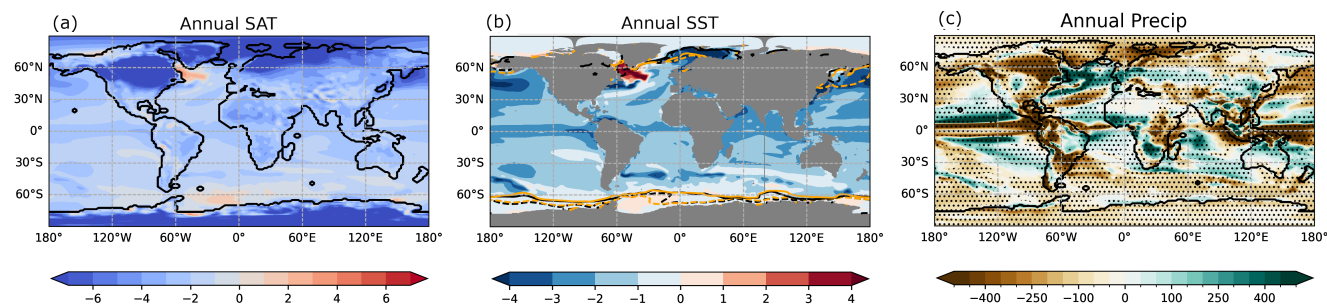 (a) Annual SAT
60°N
30°N
0°
30°S
60°S
180° 120°W 60°W 0° 60°E 120°E 180°
−6 −4 −2 0 2 4 6
(b) Annual SST
60°N
30°N
0°
30°S
60°S
180° 120°W 60°W 0° 60°E 120°E 180°
−4 −3 −2 −1 0 1 2 3 4
(c) Annual Precip
60°N
30°N
0°
30°S
60°S
180° 120°W 60°W 0° 60°E 120°E 180°
−400 −250 −100 0 100 250 400